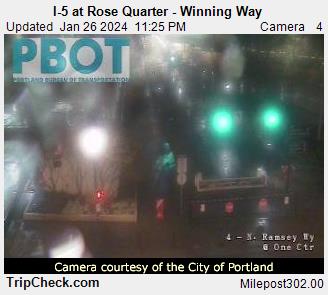 I-5 at Rose Quarter - Winning Way
Updated  Jan 26 2024  11:25 PM
Camera  4
PBOT
PORTLAND BUREAU OF TRANSPORTATION
4 - N. Ramsey Wy
@ One Ctr
Camera courtesy of the City of Portland
TripCheck.com
Milepost302.00